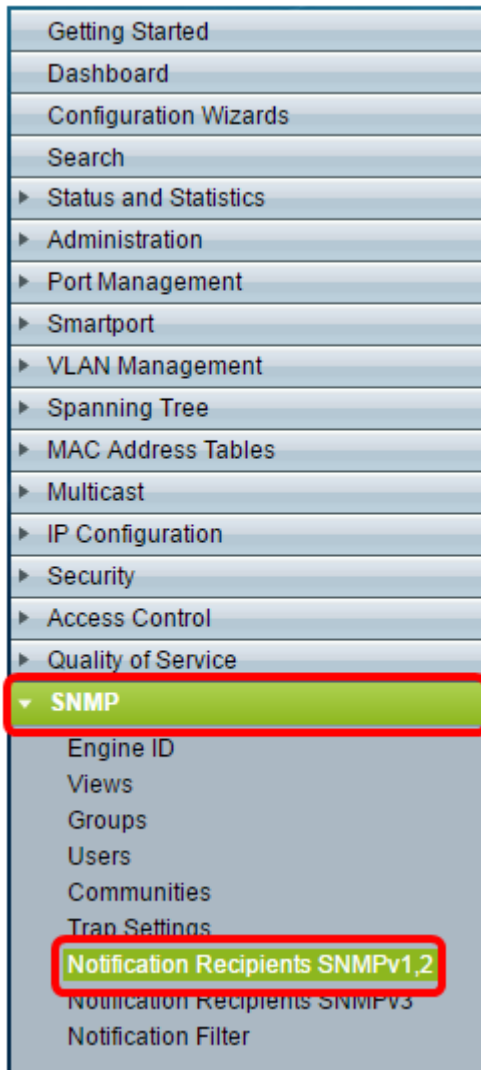 Getting Started
Dashboard
Configuration Wizards
Search
Status and Statistics
Administration
Port Management
Smartport
VLAN Management
Spanning Tree
MAC Address Tables
Multicast
IP Configuration
Security
Access Control
Quality of Service
SNMP
Engine ID
Views
Groups
Users
Communities
Trap Settings
Notification Recipients SNMPv1,2
Notification Recipients SNMPv3
Notification Filter